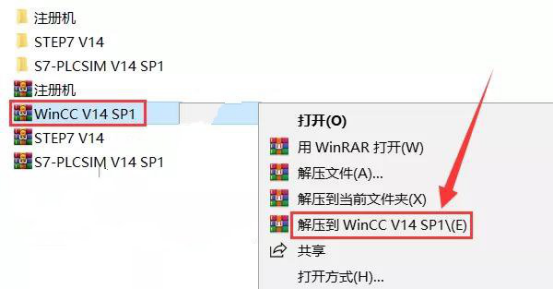 注册机
STEP7 V14
S7-PLCSIM V14 SP1
注册机
WinCC V14 SP1
STEP7 V14
S7-PLCSIM V14 SP1
打开(O)
用 WinRAR 打开(W)
解压文件(A)...
解压到当前文件夹(X)
解压到 WinCC V14 SP1\(E)
共享
打开方式(H)...